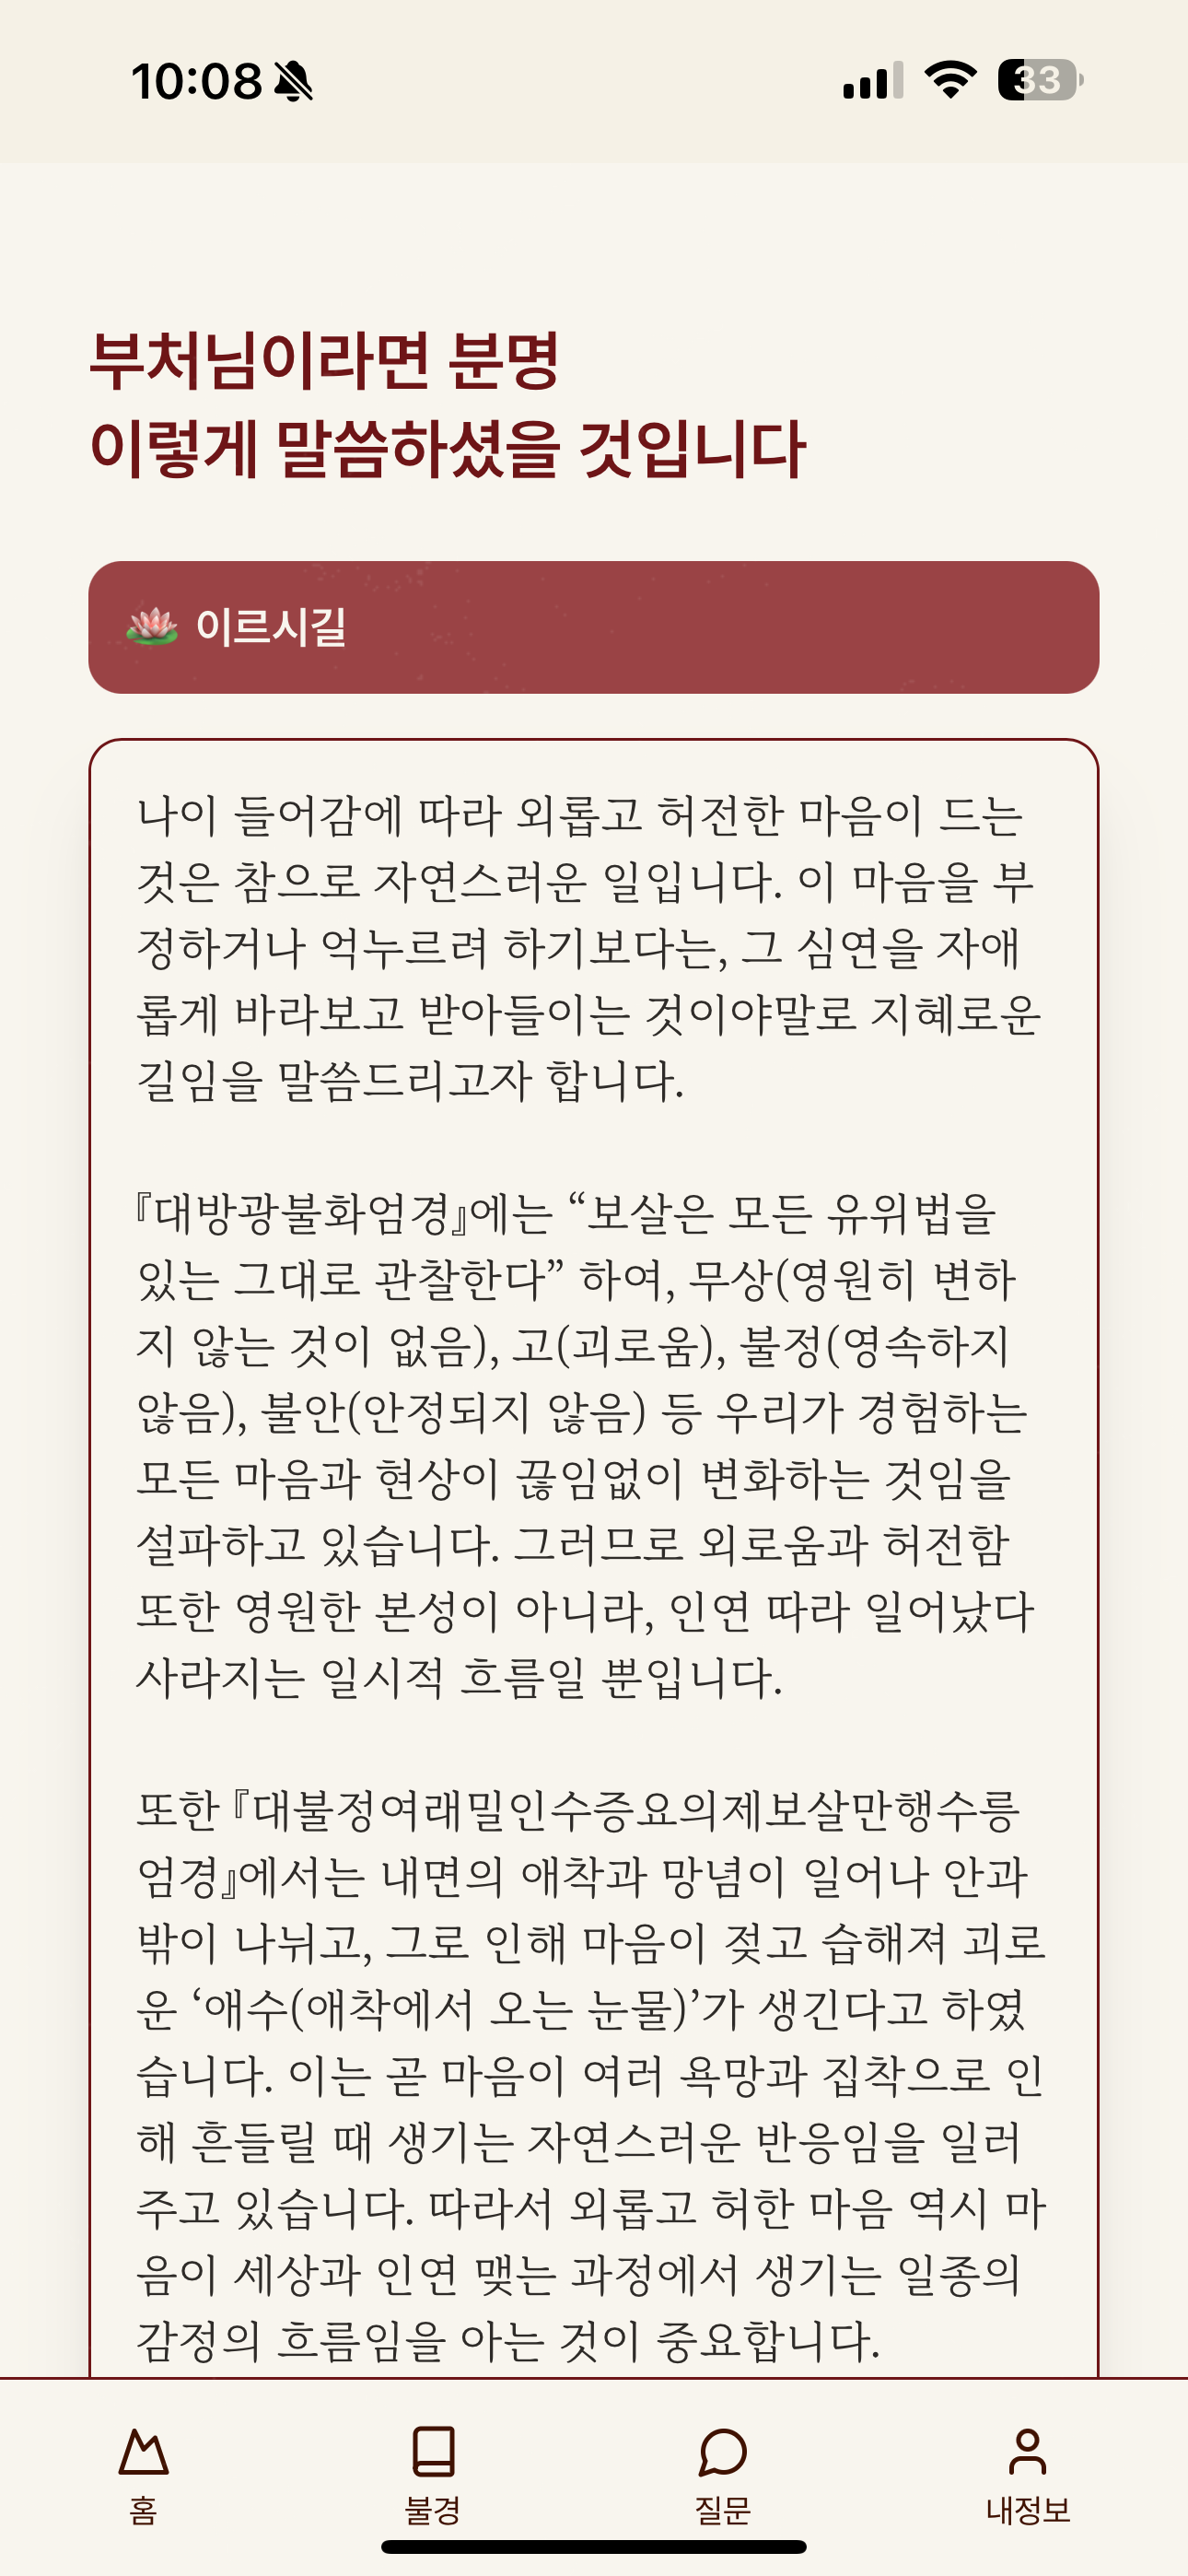 10:08
33
부처님이라면 분명
이렇게 말씀하셨을 것입니다
이르시길
나이 들어감에 따라 외롭고 허전한 마음이 드는
것은 참으로 자연스러운 일입니다. 이 마음을 부
정하거나 억누르려 하기보다는, 그 심연을 자애
롭게 바라보고 받아들이는 것이야말로 지혜로운
길임을 말씀드리고자 합니다.
『대방광불화엄경』에는 “보살은 모든 유위법을
있는 그대로 관찰한다” 하여, 무상(영원히 변하
지 않는 것이 없음), 고(괴로움), 불정(영속하지
않음), 불안(안정되지 않음) 등 우리가 경험하는
모든 마음과 현상이 끊임없이 변화하는 것임을
설파하고 있습니다. 그러므로 외로움과 허전함
또한 영원한 본성이 아니라, 인연 따라 일어났다
사라지는 일시적 흐름일 뿐입니다.
또한 『대불정여래밀인수증요의제보살만행수릉
엄경』에서는 내면의 애착과 망념이 일어나 안과
밖이 나뉘고, 그로 인해 마음이 젖고 습해져 괴로
운 ‘애수(애착에서 오는 눈물)’가 생긴다고 하였
습니다. 이는 곧 마음이 여러 욕망과 집착으로 인
해 흔들릴 때 생기는 자연스러운 반응임을 일러
주고 있습니다. 따라서 외롭고 허한 마음 역시 마
음이 세상과 인연 맺는 과정에서 생기는 일종의
감정의 흐름임을 아는 것이 중요합니다.
홈 불경 질문 내정보